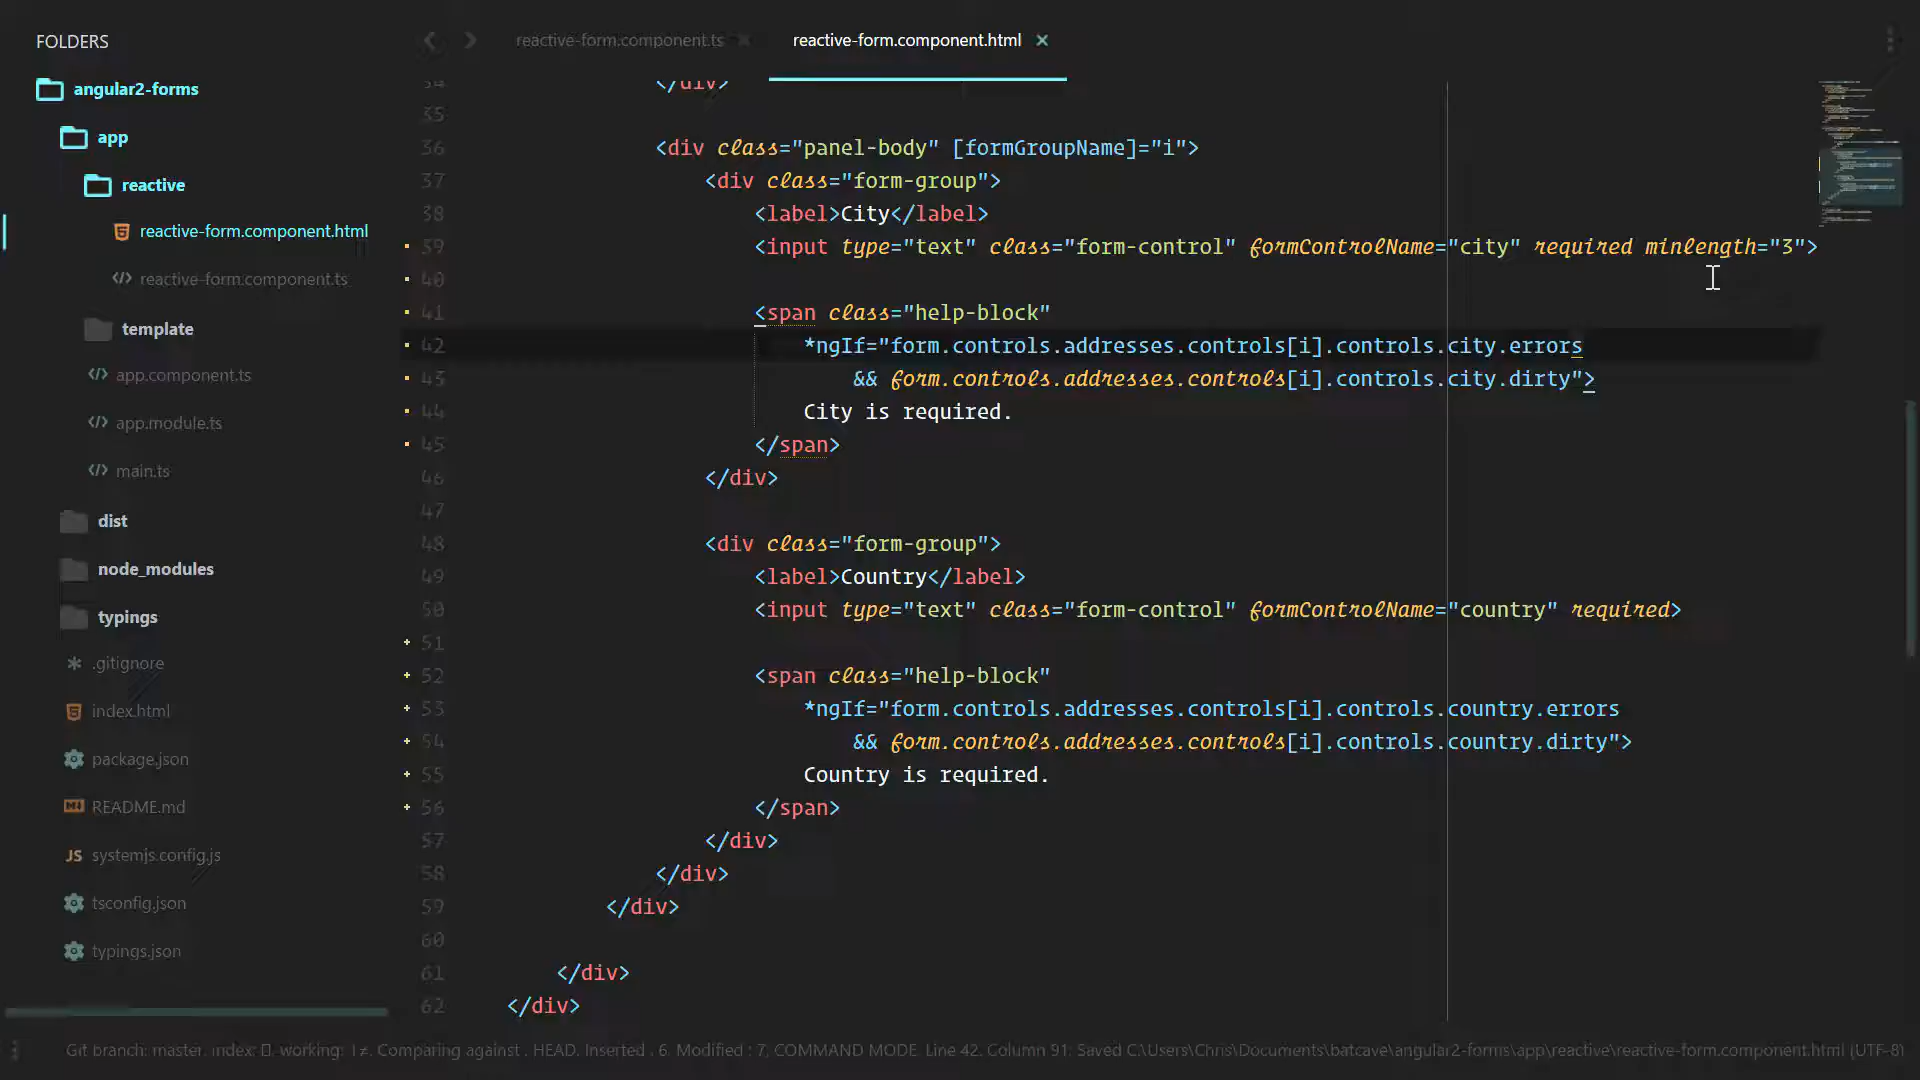 FOLDERS
angular2-forms
app
reactive
reactive-form.component.html
reactive-form.component.ts
template
app.component.ts
app.module.ts
main.ts
dist
node_modules
typings
.gitignore
index.html
package.json
README.md
systemjs.config.js
tsconfig.json
typings.json
reactive-form.component.ts
reactive-form.component.html
34 </div>
35
36 <div class="panel-body" [formGroupName]="i">
37 <div class="form-group">
38 <label>City</label>
39 <input type="text" class="form-control" formControlName="city" required minlength="3">
40
41 <span class="help-block"
42 *ngIf="form.controls.addresses.controls[i].controls.city.errors
43 && form.controls.addresses.controls[i].controls.city.dirty">
44 City is required.
45 </span>
46 </div>
47
48 <div class="form-group">
49 <label>Country</label>
50 <input type="text" class="form-control" formControlName="country" required>
51
52 <span class="help-block"
53 *ngIf="form.controls.addresses.controls[i].controls.country.errors
54 && form.controls.addresses.controls[i].controls.country.dirty">
55 Country is required.
56 </span>
57 </div>
58 </div>
59 </div>
60
61 </div>
62 </div>
Git branch: master, index: working: 1≠, Comparing against : HEAD, Inserted : 6, Modified : 7, COMMAND MODE, Line 42, Column 91; Saved C:\Users\Chris\Documents\batcave\angular2-forms\app\reactive\reactive-form.component.html (UTF-8)